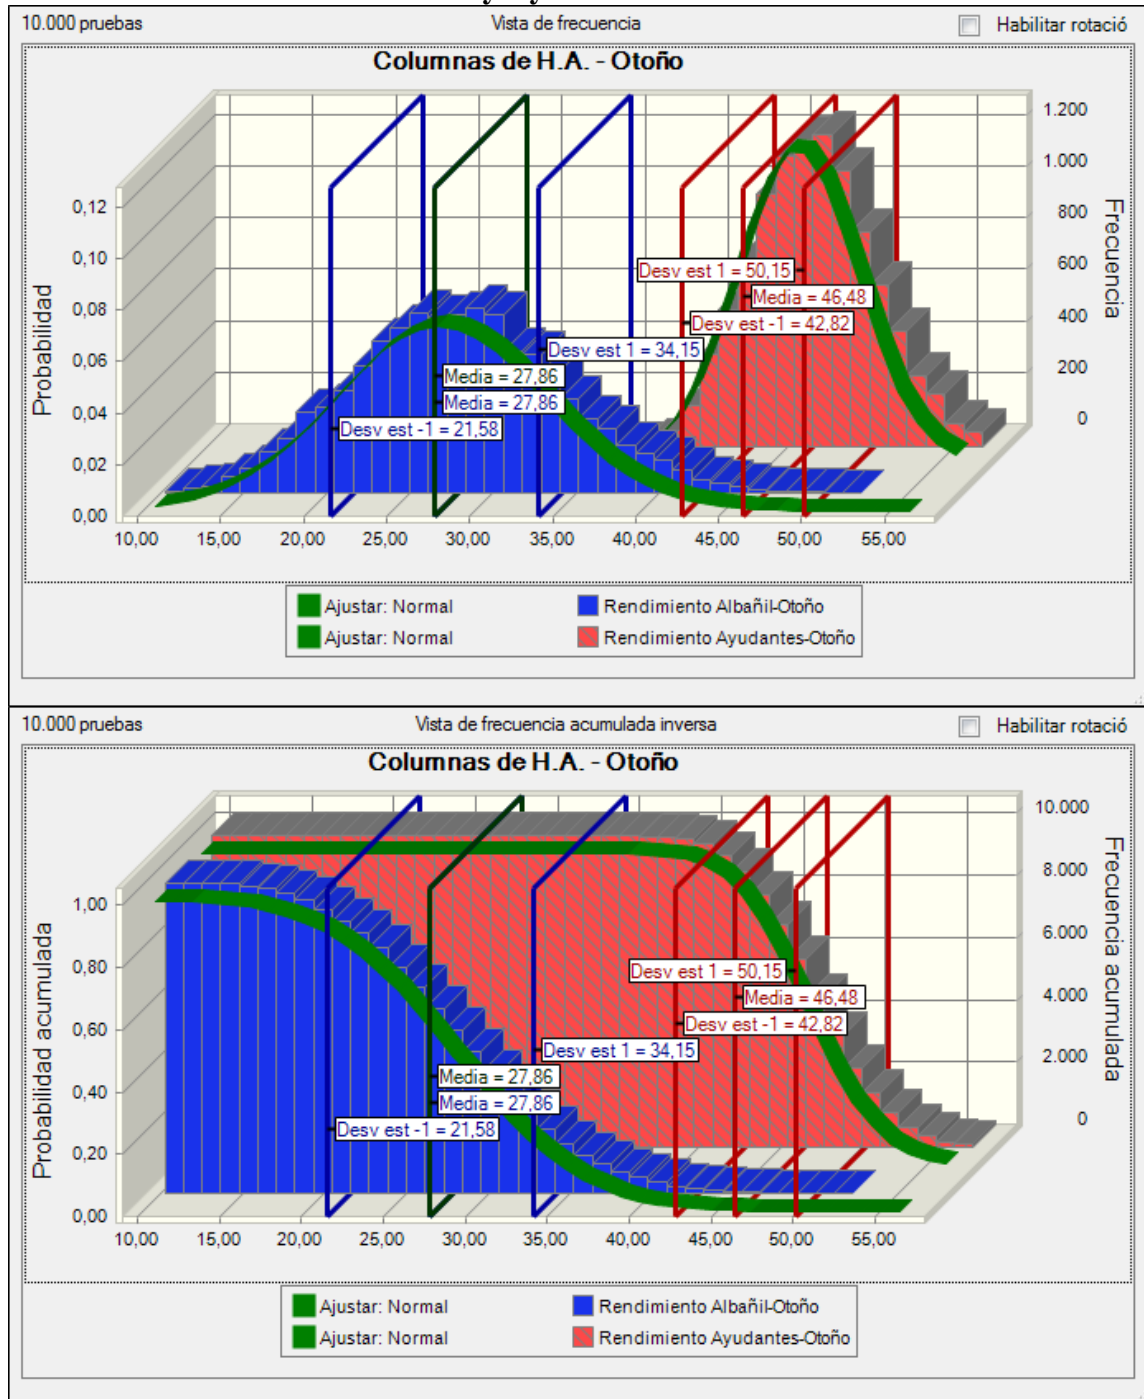 10.000 pruebas Vista de frecuencia Habilitar rotació
Columnas de H.A. - Otoño
Probabilidad
0,12
0,10
0,08
0,06
0,04
0,02
0,00
Frecuencia
1.200
1.000
800
600
400
200
0
Desv est 1 = 50,15
Media = 46,48
Desv est -1 = 42,82
Desv est 1 = 34,15
Media = 27,86
Media = 27,86
Desv est -1 = 21,58
10,00 15,00 20,00 25,00 30,00 35,00 40,00 45,00 50,00 55,00
Ajustar: Normal Rendimiento Albañil-Otoño
Ajustar: Normal Rendimiento Ayudantes-Otoño
10.000 pruebas Vista de frecuencia acumulada inversa Habilitar rotació
Columnas de H.A. - Otoño
Probabilidad acumulada
1,00
0,80
0,60
0,40
0,20
0,00
Frecuencia acumulada
10.000
8.000
6.000
4.000
2.000
0
Desv est 1 = 50,15
Media = 46,48
Desv est -1 = 42,82
Desv est 1 = 34,15
Media = 27,86
Media = 27,86
Desv est -1 = 21,58
10,00 15,00 20,00 25,00 30,00 35,00 40,00 45,00 50,00 55,00
Ajustar: Normal Rendimiento Albañil-Otoño
Ajustar: Normal Rendimiento Ayudantes-Otoño